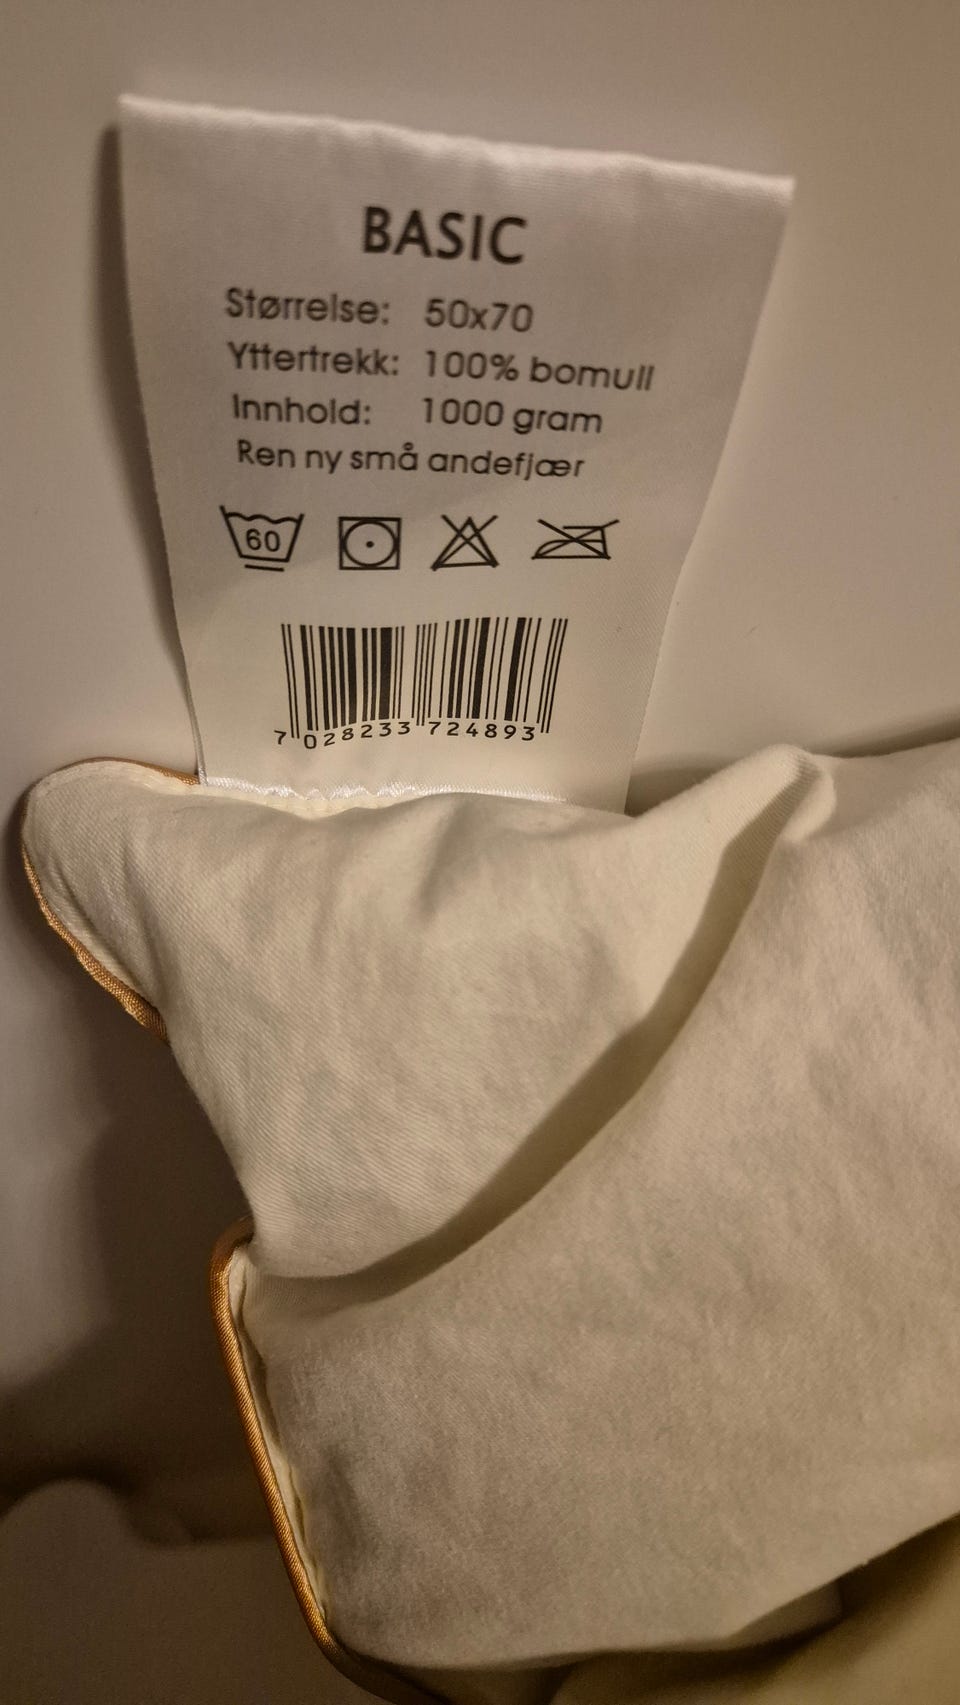 BASIC
Størrelse: 50x70
Yttertrekk: 100% bomull
Innhold: 1000 gram
Ren ny små andefjær
60
7 028233 724893